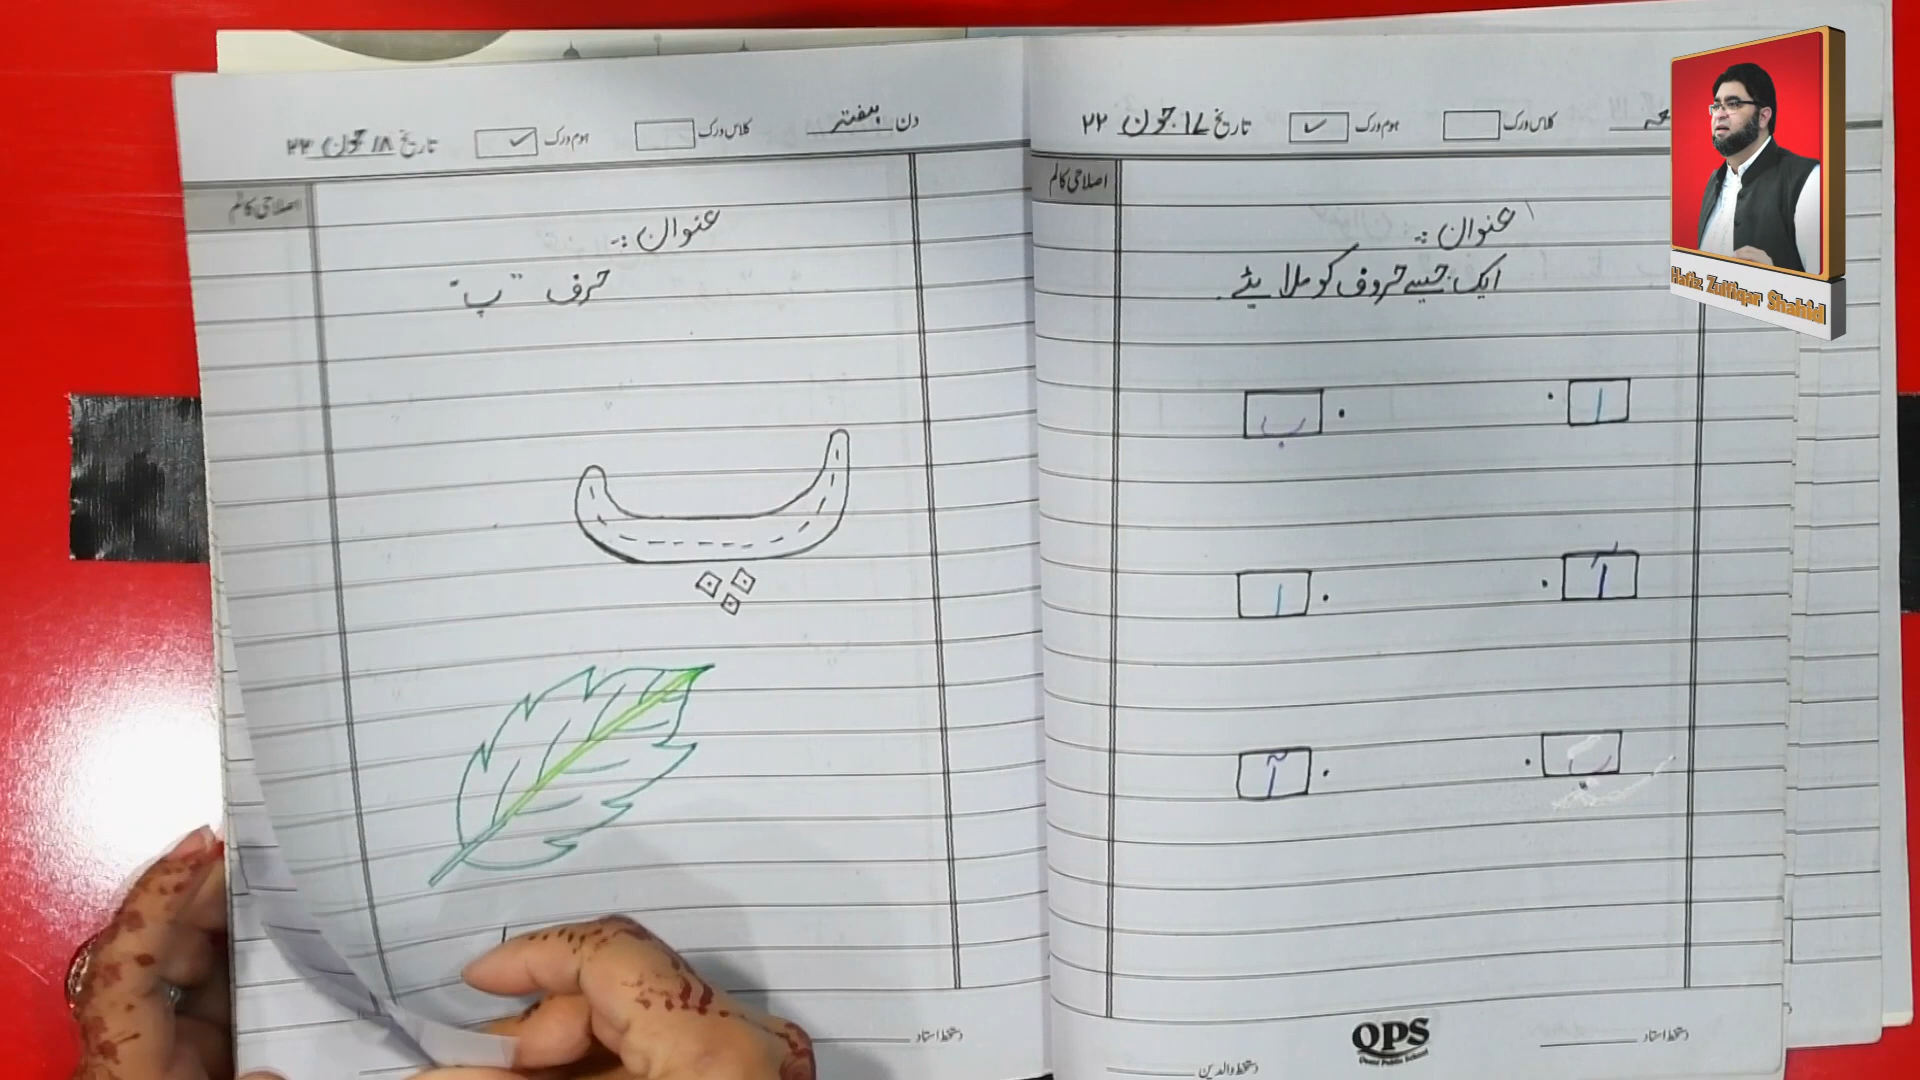 تاریخ ۱۷ جون ۲۲ ہوم ورک ✓ کلاس ورک
اصلاحی کالم
عنوان :-
ایک جیسے حروف کو ملایئے۔
ا . . ب
آ . . ا
ب . . آ
دستخط استاد
دستخط والدین
QPS
دن ہفتہ کلاس ورک ہوم ورک ✓ تاریخ ۱۸ جون ۲۲
اصلاحی کالم
عنوان :-
حرف "پ"
پ
دستخط استاد
Hafiz Zulfiqar Shahid